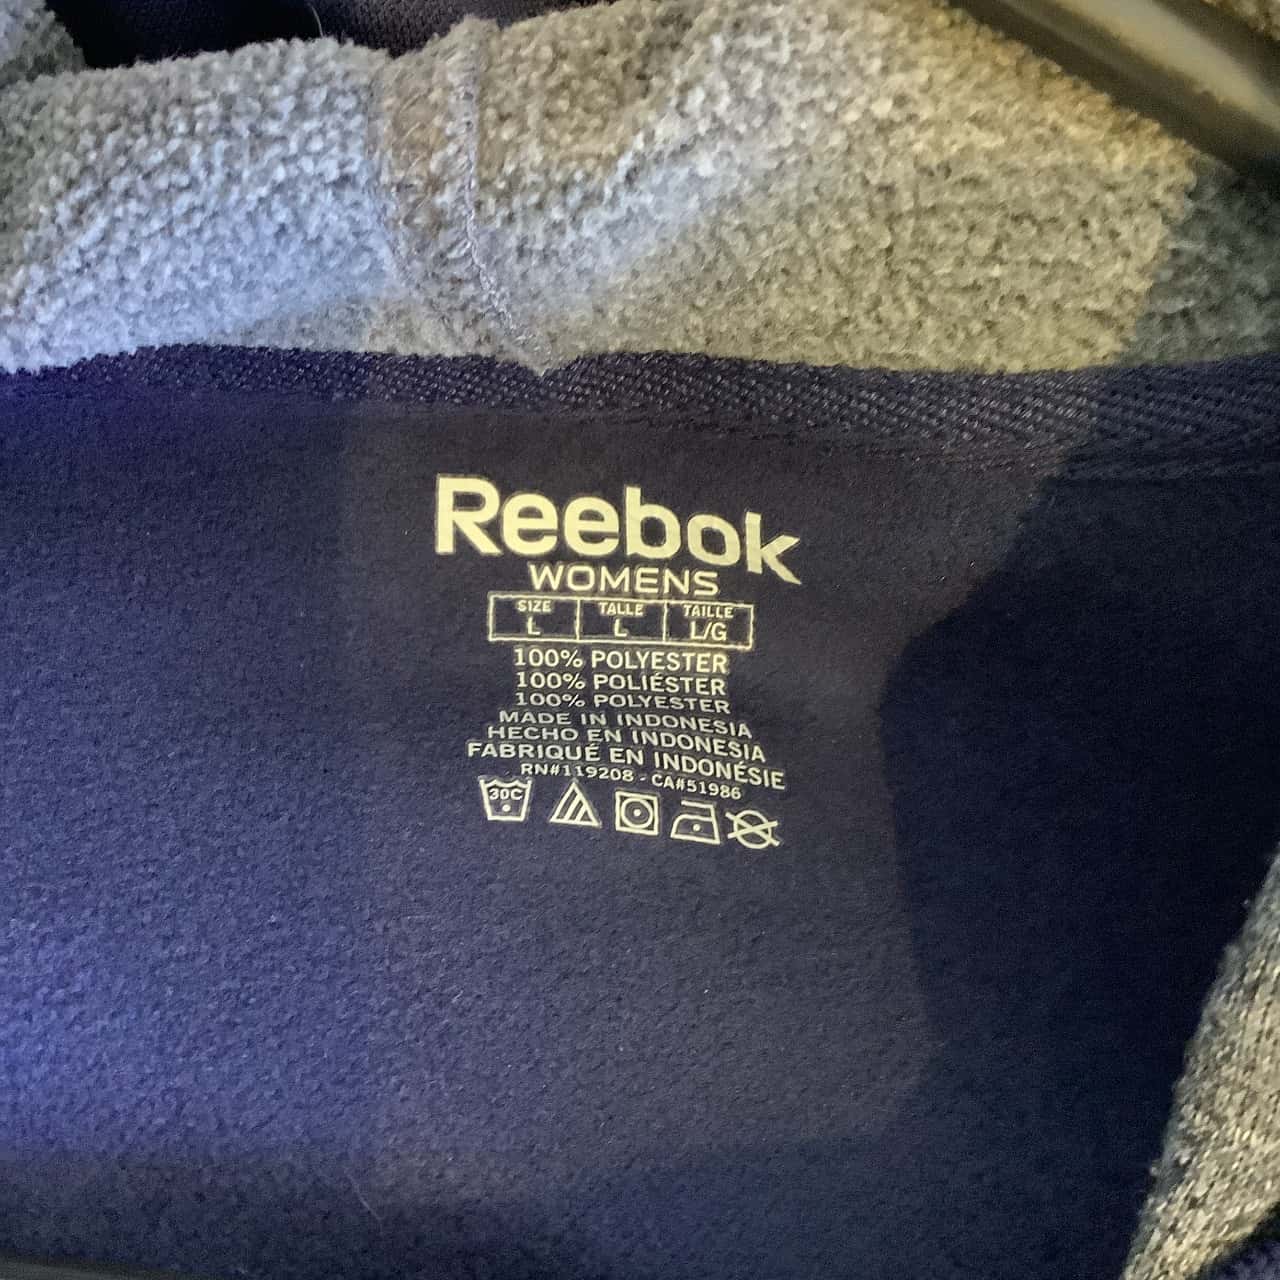 Reebok
WOMENS
SIZE TALLE TAILLE
L L L/G
100% POLYESTER
100% POLIÉSTER
100% POLYESTER
MADE IN INDONESIA
HECHO EN INDONESIA
FABRIQUÉ EN INDONÉSIE
RN#119208 - CA#51986
30C